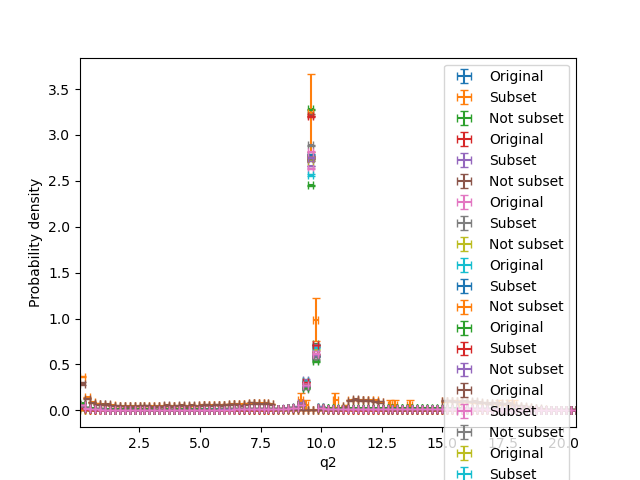 3.5
3.0
2.5
2.0
1.5
1.0
0.5
0.0
Probability density
2.5
5.0
7.5
10.0
12.5
15.0
17.5
20.0
q2
Original
Subset
Not subset
Original
Subset
Not subset
Original
Subset
Not subset
Original
Subset
Not subset
Original
Subset
Not subset
Original
Subset
Not subset
Original
Subset